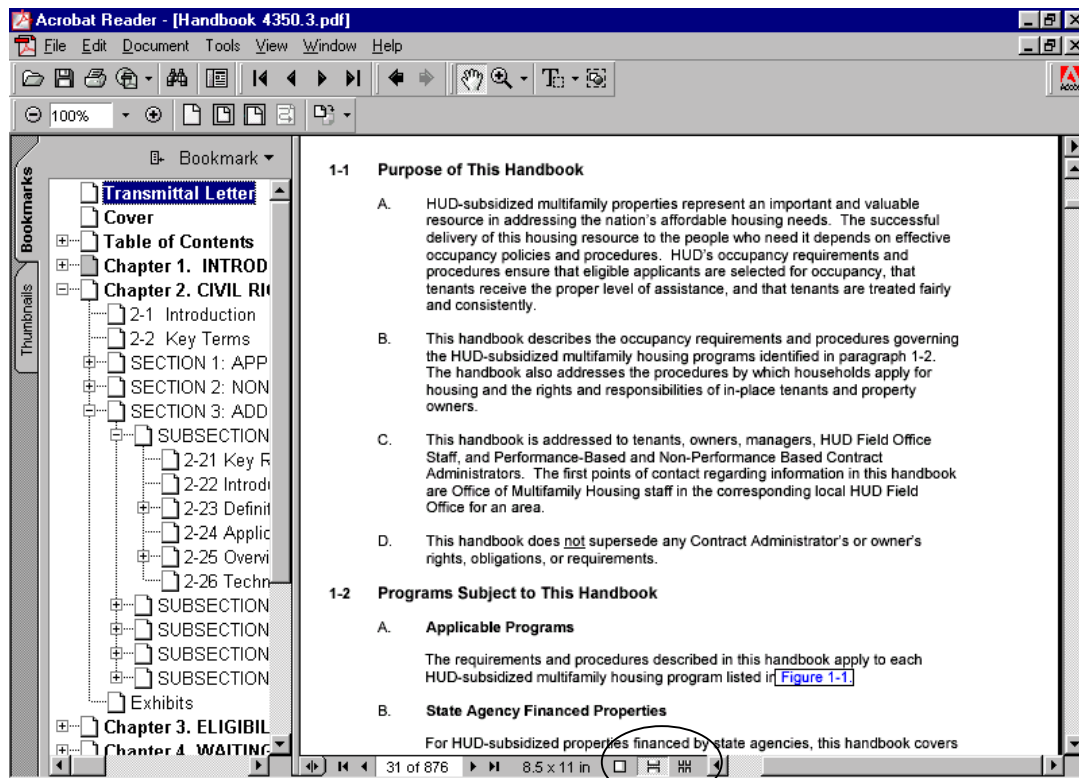 Acrobat Reader - [Handbook 4350.3.pdf]
File Edit Document Tools View Window Help
Adobe
100%
Bookmark
Bookmarks
Thumbnails
Transmittal Letter
Cover
Table of Contents
Chapter 1. INTROD
Chapter 2. CIVIL RI
2-1 Introduction
2-2 Key Terms
SECTION 1: APP
SECTION 2: NON
SECTION 3: ADD
SUBSECTION
2-21 Key R
2-22 Introdu
2-23 Definit
2-24 Applic
2-25 Overvi
2-26 Techn
SUBSECTION
SUBSECTION
SUBSECTION
SUBSECTION
Exhibits
Chapter 3. ELIGIBIL
Chapter 4. WAITING
1-1 Purpose of This Handbook
A. HUD-subsidized multifamily properties represent an important and valuable
resource in addressing the nation's affordable housing needs. The successful
delivery of this housing resource to the people who need it depends on effective
occupancy policies and procedures. HUD's occupancy requirements and
procedures ensure that eligible applicants are selected for occupancy, that
tenants receive the proper level of assistance, and that tenants are treated fairly
and consistently.
B. This handbook describes the occupancy requirements and procedures governing
the HUD-subsidized multifamily housing programs identified in paragraph 1-2.
The handbook also addresses the procedures by which households apply for
housing and the rights and responsibilities of in-place tenants and property
owners.
C. This handbook is addressed to tenants, owners, managers, HUD Field Office
Staff, and Performance-Based and Non-Performance Based Contract
Administrators. The first points of contact regarding information in this handbook
are Office of Multifamily Housing staff in the corresponding local HUD Field
Office for an area.
D. This handbook does not supersede any Contract Administrator's or owner's
rights, obligations, or requirements.
1-2 Programs Subject to This Handbook
A. Applicable Programs
The requirements and procedures described in this handbook apply to each
HUD-subsidized multifamily housing program listed in Figure 1-1.
B. State Agency Financed Properties
For HUD-subsidized properties financed by state agencies, this handbook covers
31 of 876 8.5 x 11 in